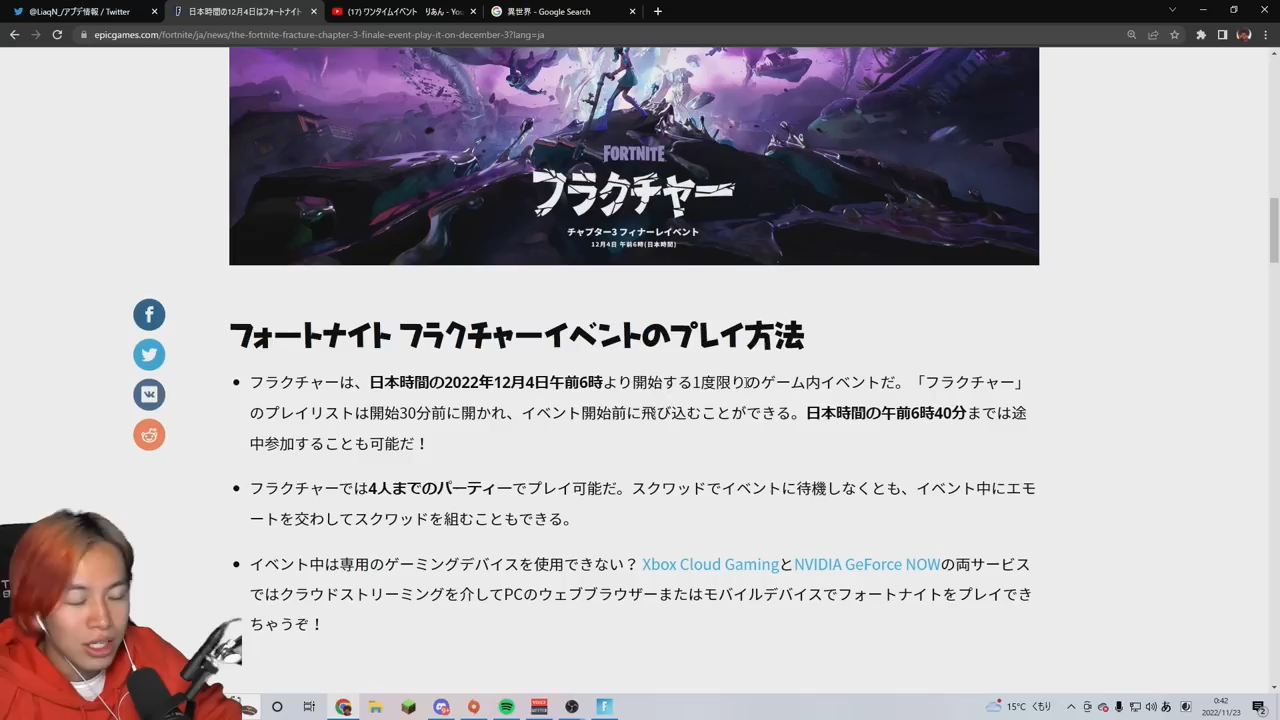 @LiaqN_/アプデ情報 / Twitter
日本時間の12月4日はフォートナイト
(17) ワンタイムイベント りあん - You
異世界 - Google Search
epicgames.com/fortnite/ja/news/the-fortnite-fracture-chapter-3-finale-event-play-it-on-december-3?lang=ja
FORTNITE
フラクチャー
チャプター3 フィナーレイベント
12月4日 午前6時(日本時間)
フォートナイト フラクチャーイベントのプレイ方法
フラクチャーは、日本時間の2022年12月4日午前6時より開始する1度限りのゲーム内イベントだ。「フラクチャー」
のプレイリストは開始30分前に開かれ、イベント開始前に飛び込むことができる。日本時間の午前6時40分までは途
中参加することも可能だ！
フラクチャーでは4人までのパーティーでプレイ可能だ。スクワッドでイベントに待機しなくとも、イベント中にエモ
ートを交わしてスクワッドを組むこともできる。
イベント中は専用のゲーミングデバイスを使用できない？ Xbox Cloud GamingとNVIDIA GeForce NOWの両サービス
ではクラウドストリーミングを介してPCのウェブブラウザーまたはモバイルデバイスでフォートナイトをプレイでき
ちゃうぞ！
15°C くもり
0:42
2022/11/23